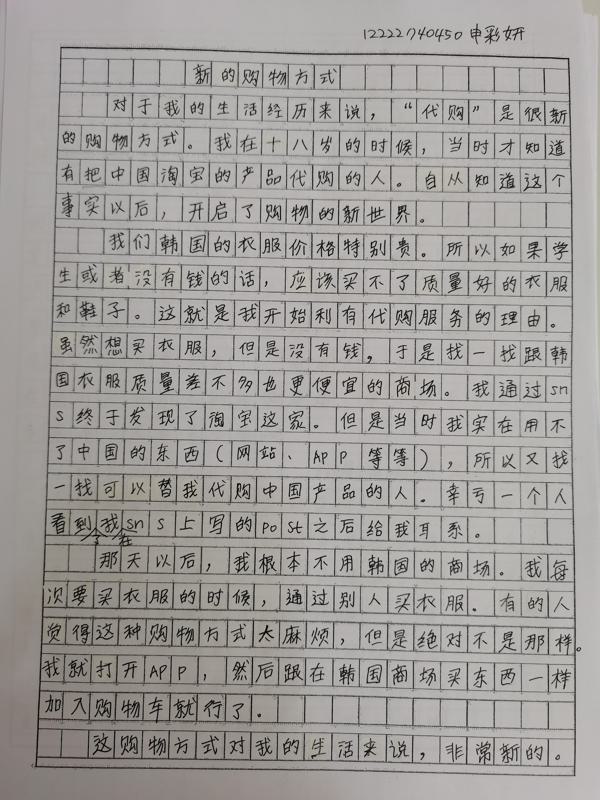 12222740450 申彩妍
新的购物方式
对于我的生活经历来说，“代购”是很新
的购物方式。我在十八岁的时候，当时才知道
有把中国淘宝的产品代购的人。自从知道这个
事实以后，开启了购物的新世界。
我们韩国的衣服价格特别贵。所以如果学
生或者没有钱的话，应该买不了质量好的衣服
和鞋子。这就是我开始利有代购服务的理由。
虽然想买衣服，但是没有钱，于是找一找跟韩
国衣服质量差不多也更便宜的商场。我通过sn
s终于发现了淘宝这家。但是当时我实在用不
了中国的东西（网站、APP等等），所以又找
一找可以替我代购中国产品的人。幸亏一个人
看到我在sns上写的post之后给我联系。
那天以后，我根本不用韩国的商场。我每
次要买衣服的时候，通过别人买衣服。有的人
觉得这种购物方式太麻烦，但是绝对不是那样。
我就打开APP，然后跟在韩国商场买东西一样
加入购物车就行了。
这购物方式对我的生活来说，非常新的。